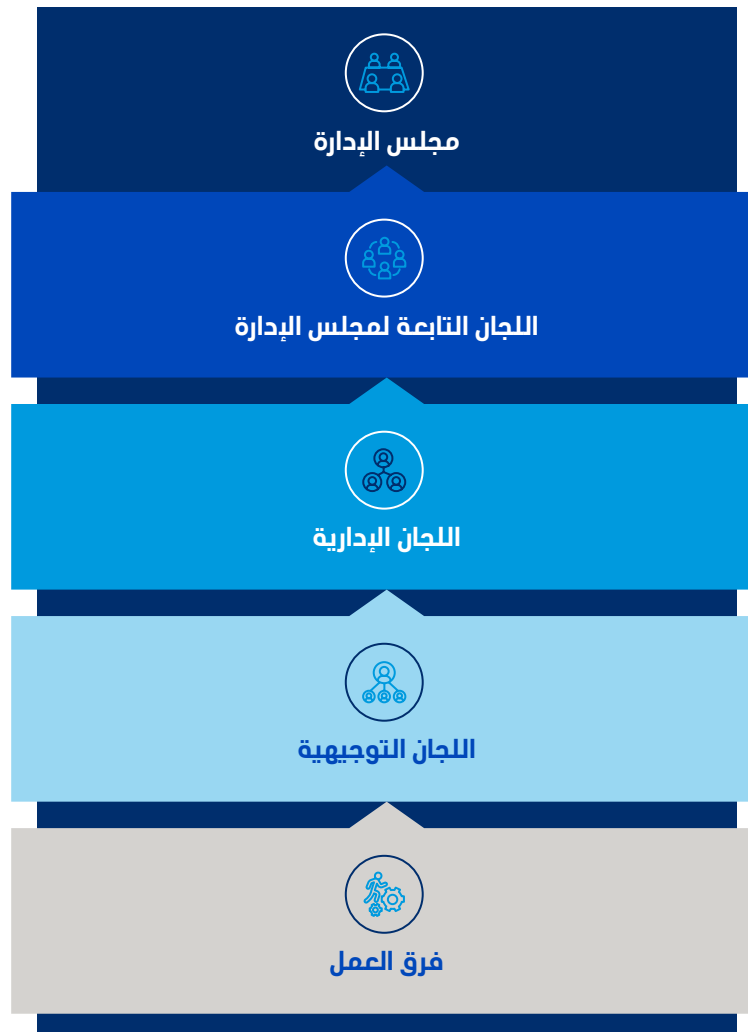 مجلس الإدارة
اللجان التابعة لمجلس الإدارة
اللجان الإدارية
اللجان التوجيهية
فرق العمل